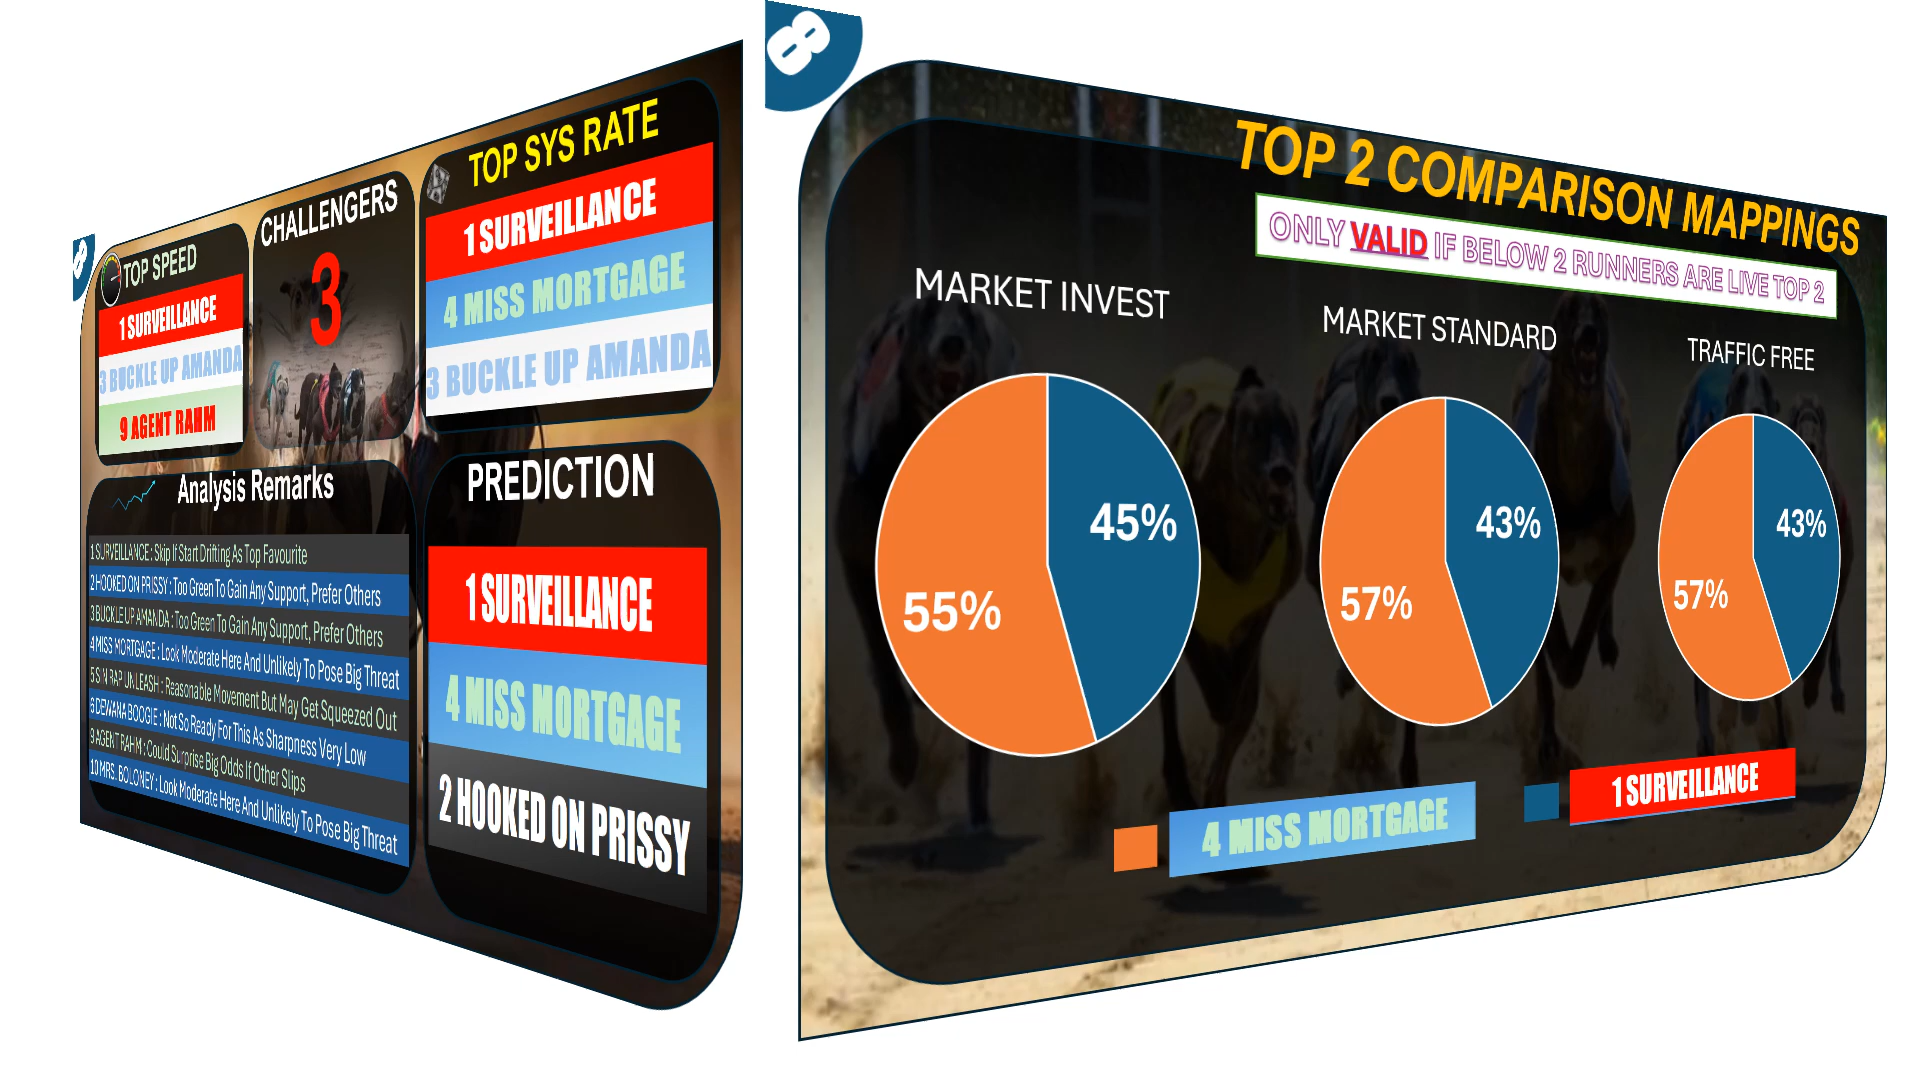 8
TOP SPEED
1 SURVEILLANCE
3 BUCKLE UP AMANDA
9 AGENT RAHM
CHALLENGERS
3
TOP SYS RATE
1 SURVEILLANCE
4 MISS MORTGAGE
3 BUCKLE UP AMANDA
Analysis Remarks
1 SURVEILLANCE : Skip If Start Drifting As Top Favourite
2 HOOKED ON PRISSY : Too Green To Gain Any Support, Prefer Others
3 BUCKLE UP AMANDA : Too Green To Gain Any Support, Prefer Others
4 MISS MORTGAGE : Look Moderate Here And Unlikely To Pose Big Threat
5 S'N RAP UNLEASH : Reasonable Movement But May Get Squeezed Out
6 DEWANA BOOGIE : Not So Ready For This As Sharpness Very Low
9 AGENT RAHM : Could Surprise Big Odds If Other Slips
10 MRS. BOLONEY : Look Moderate Here And Unlikely To Pose Big Threat
PREDICTION
1 SURVEILLANCE
4 MISS MORTGAGE
2 HOOKED ON PRISSY
8
TOP 2 COMPARISON MAPPINGS
ONLY VALID IF BELOW 2 RUNNERS ARE LIVE TOP 2
MARKET INVEST
45%
55%
MARKET STANDARD
43%
57%
TRAFFIC FREE
43%
57%
4 MISS MORTGAGE
1 SURVEILLANCE